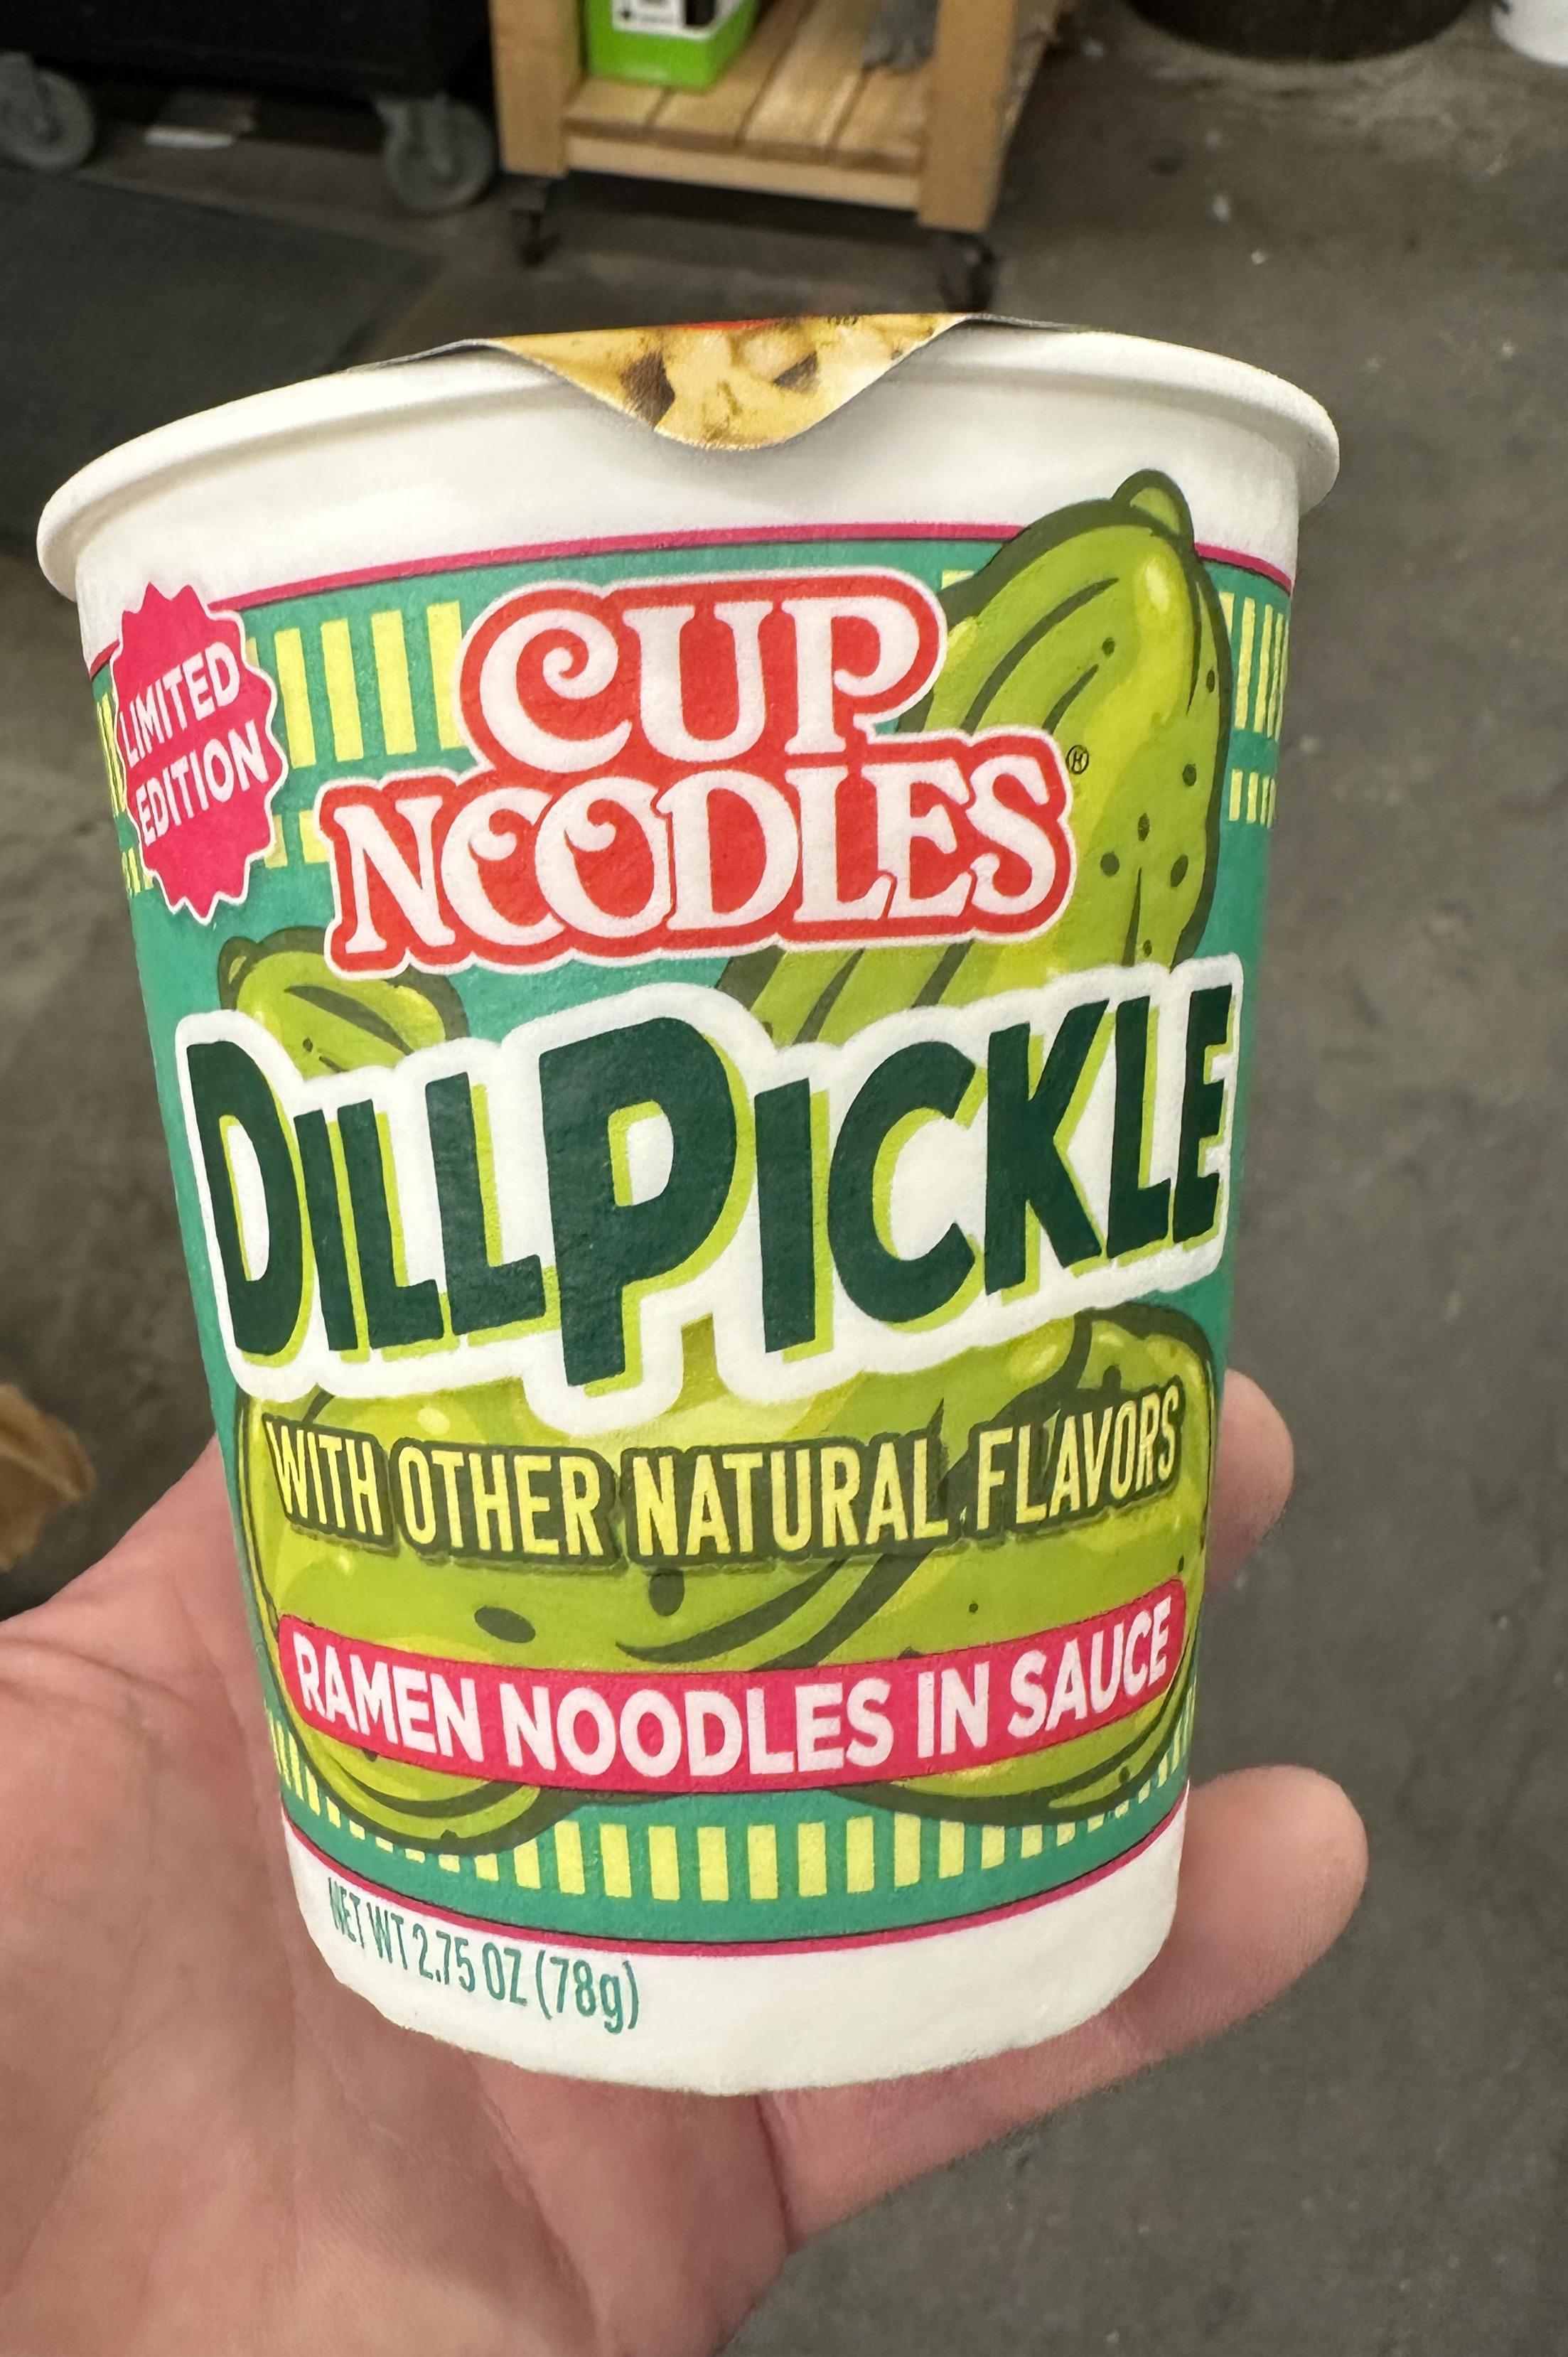 LIMITED
EDITION
CUP
NOODLES®
DILL PICKLE
WITH OTHER NATURAL FLAVORS
RAMEN NOODLES IN SAUCE
NET WT 2.75 OZ (78g)